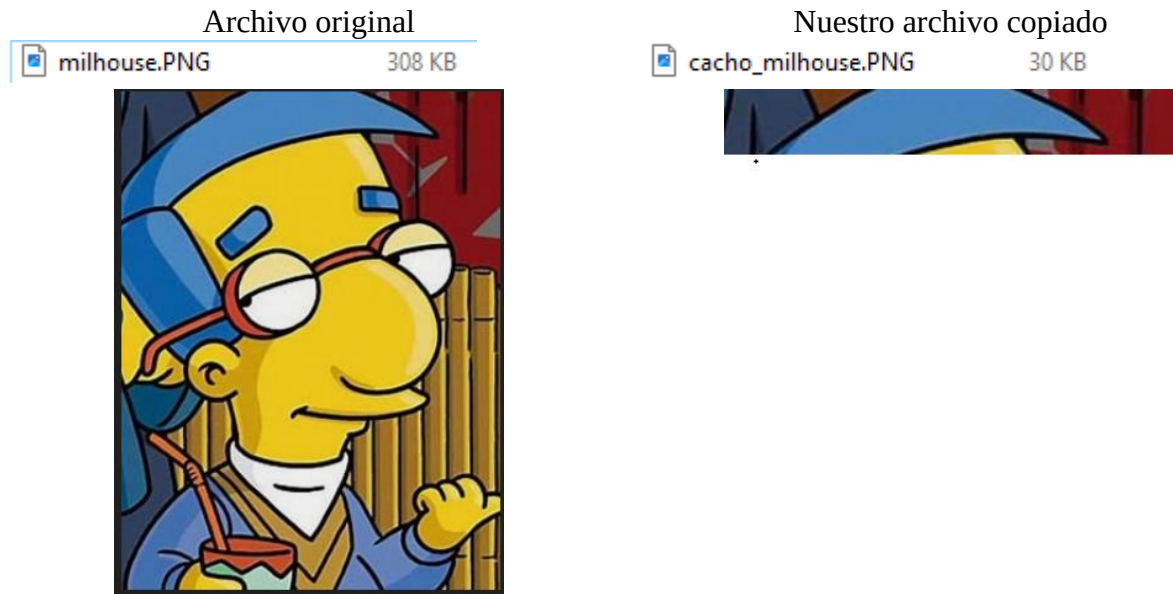 Archivo original
Nuestro archivo copiado
milhouse.PNG 308 KB
cacho_milhouse.PNG 30 KB